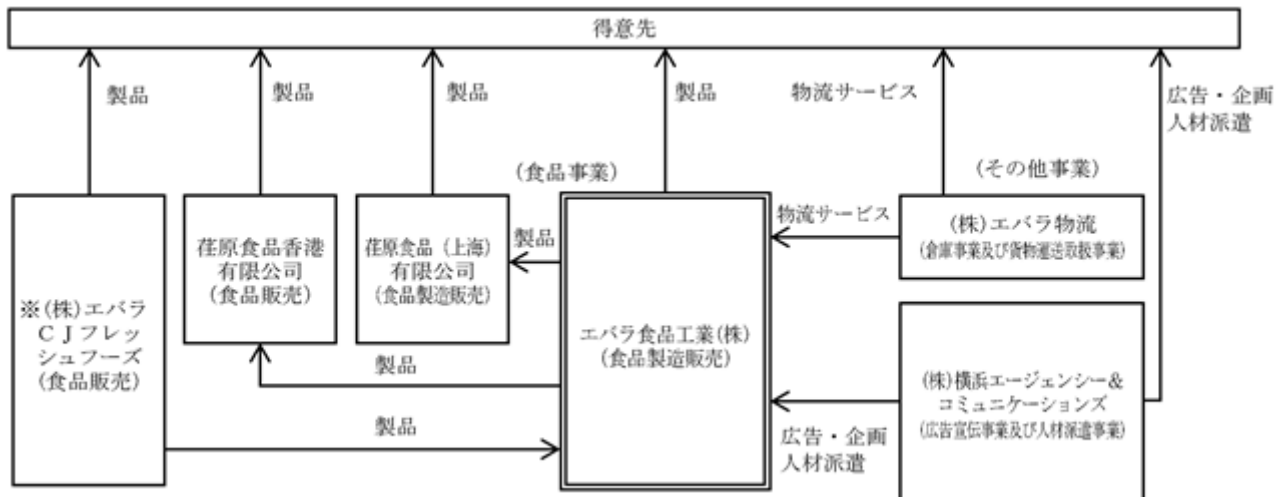 得意先
製品
製品
製品
製品
物流サービス
広告・企画
人材派遣
(食品事業)
(その他事業)
※(株)エバラ
ＣＪフレッ
シュフーズ
(食品販売)
荏原食品香港
有限公司
(食品販売)
荏原食品（上海）
有限公司
(食品製造販売)
製品
エバラ食品工業(株)
(食品製造販売)
物流サービス
(株)エバラ物流
(倉庫事業及び貨物運送取扱事業)
製品
製品
広告・企画
人材派遣
(株)横浜エージェンシー＆
コミュニケーションズ
(広告宣伝事業及び人材派遣事業)